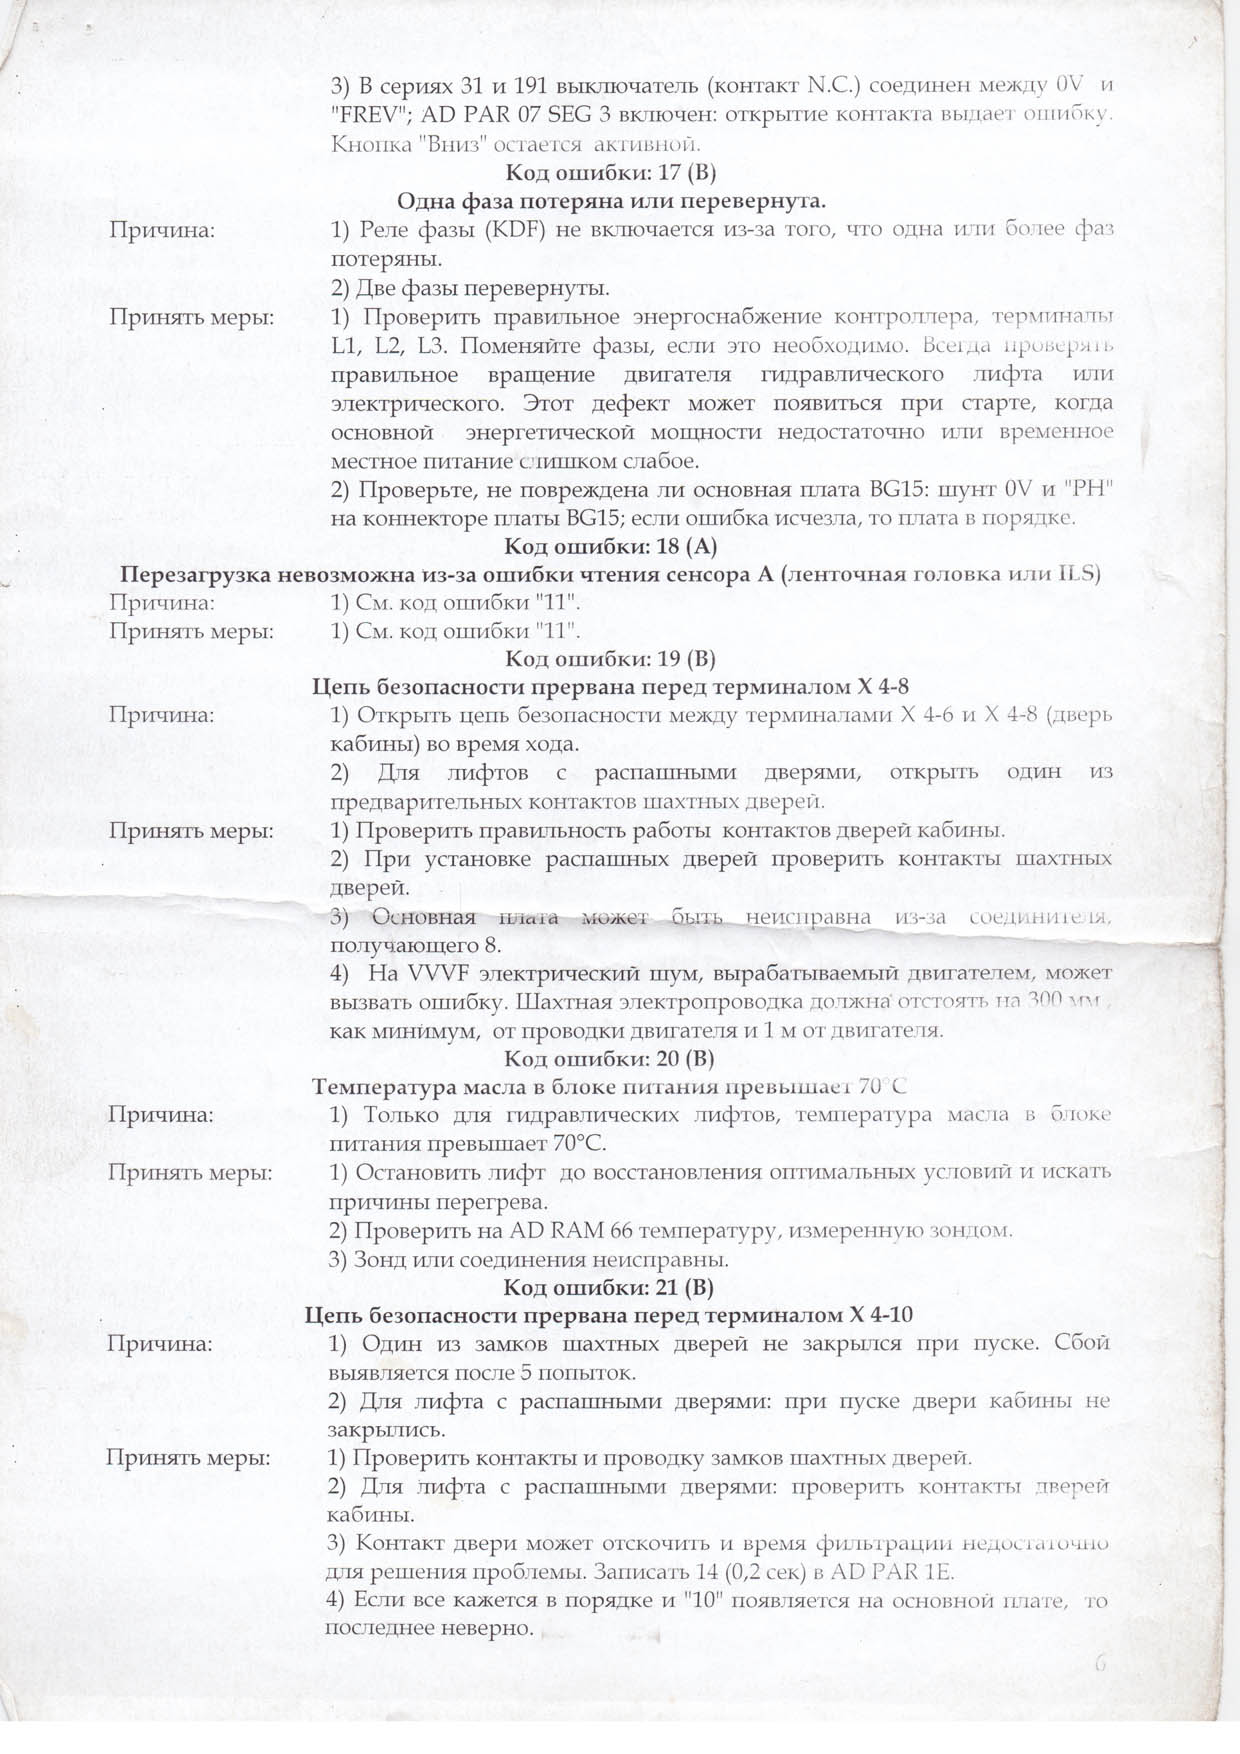 3) В сериях 31 и 191 выключатель (контакт N.C.) соединен между 0V и
"FREV"; AD PAR 07 SEG 3 включен: открытие контакта выдает ошибку.
Кнопка "Вниз" остается активной.
Код ошибки: 17 (B)
Одна фаза потеряна или перевернута.
Причина: 1) Реле фазы (KDF) не включается из-за того, что одна или более фаз
потеряны.
2) Две фазы перевернуты.
Принять меры: 1) Проверить правильное энергоснабжение контроллера, терминалы
L1, L2, L3. Поменяйте фазы, если это необходимо. Всегда проверять
правильное вращение двигателя гидравлического лифта или
электрического. Этот дефект может появиться при старте, когда
основной энергетической мощности недостаточно или временное
местное питание слишком слабое.
2) Проверьте, не повреждена ли основная плата BG15: шунт 0V и "PH"
на коннекторе платы BG15; если ошибка исчезла, то плата в порядке.
Код ошибки: 18 (A)
Перезагрузка невозможна из-за ошибки чтения сенсора A (ленточная головка или ILS)
Причина: 1) См. код ошибки "11".
Принять меры: 1) См. код ошибки "11".
Код ошибки: 19 (B)
Цепь безопасности прервана перед терминалом X 4-8
Причина: 1) Открыть цепь безопасности между терминалами X 4-6 и X 4-8 (дверь
кабины) во время хода.
2) Для лифтов с распашными дверями, открыть один из
предварительных контактов шахтных дверей.
Принять меры: 1) Проверить правильность работы контактов дверей кабины.
2) При установке распашных дверей проверить контакты шахтных
дверей.
3) Основная плата может быть неисправна из-за соединителя,
получающего 8.
4) На VVVF электрический шум, вырабатываемый двигателем, может
вызвать ошибку. Шахтная электропроводка должна отстоять на 300 мм ,
как минимум, от проводки двигателя и 1 м от двигателя.
Код ошибки: 20 (B)
Температура масла в блоке питания превышает 70°C
Причина: 1) Только для гидравлических лифтов, температура масла в блоке
питания превышает 70°C.
Принять меры: 1) Остановить лифт до восстановления оптимальных условий и искать
причины перегрева.
2) Проверить на AD RAM 66 температуру, измеренную зондом.
3) Зонд или соединения неисправны.
Код ошибки: 21 (B)
Цепь безопасности прервана перед терминалом X 4-10
Причина: 1) Один из замков шахтных дверей не закрылся при пуске. Сбой
выявляется после 5 попыток.
2) Для лифта с распашными дверями: при пуске двери кабины не
закрылись.
Принять меры: 1) Проверить контакты и проводку замков шахтных дверей.
2) Для лифта с распашными дверями: проверить контакты дверей
кабины.
3) Контакт двери может отскочить и время фильтрации недостаточно
для решения проблемы. Записать 14 (0,2 сек) в AD PAR 1E.
4) Если все кажется в порядке и "10" появляется на основной плате, то
последнее неверно.
6